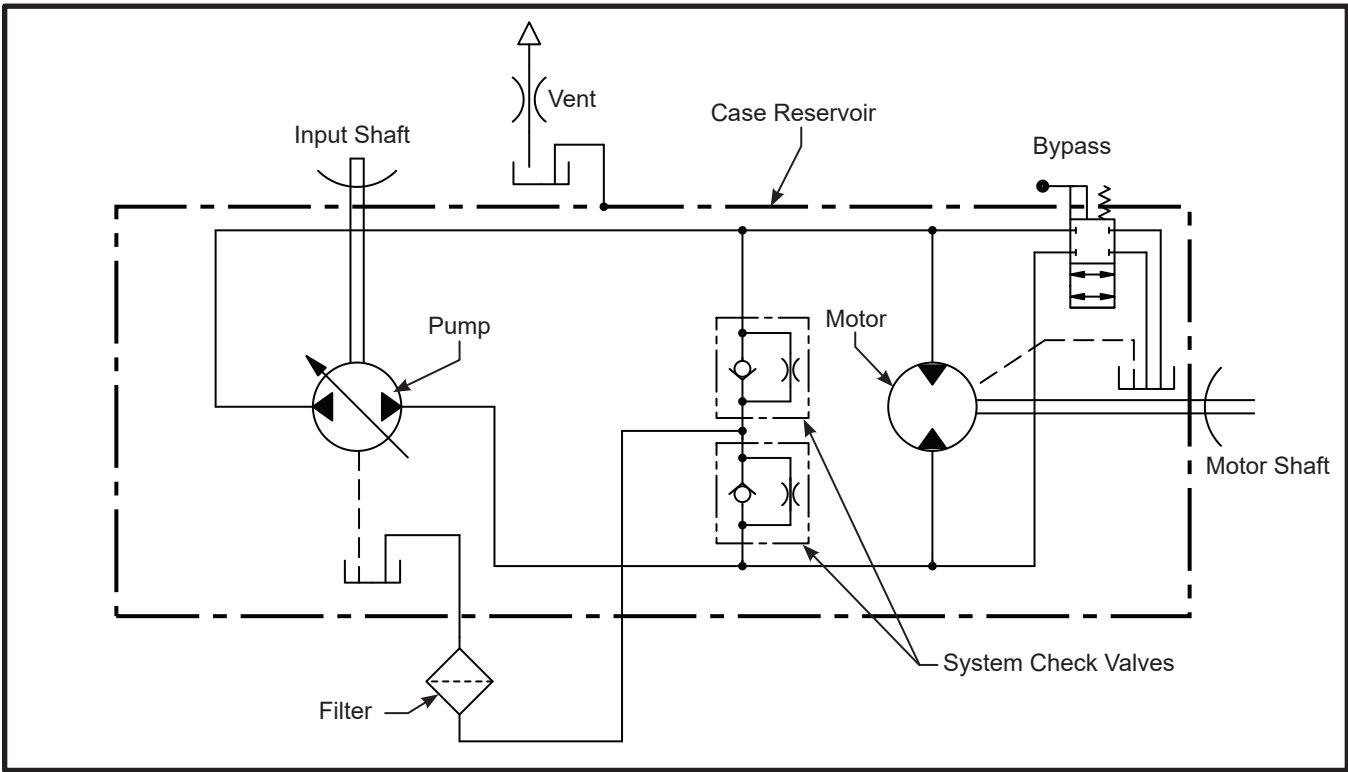 Vent
Case Reservoir
Input Shaft
Bypass
Pump
Motor
Motor Shaft
System Check Valves
Filter